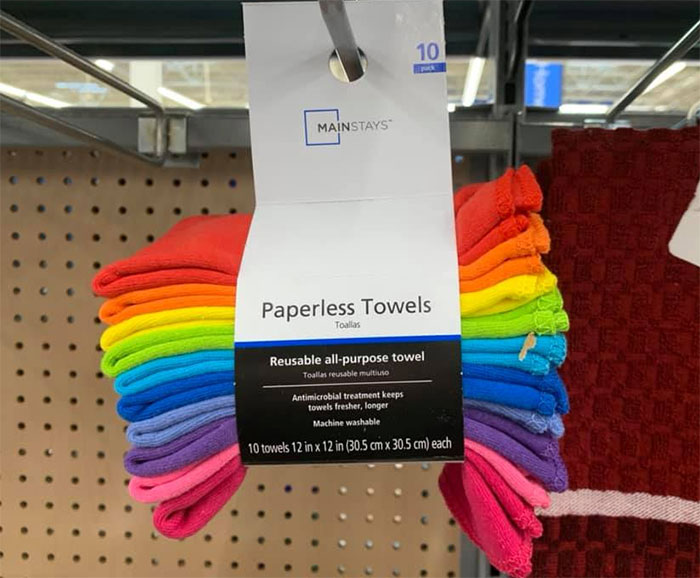 10
pack
MAINSTAYS™
Paperless Towels
Toallas
Reusable all-purpose towel
Toallas reusable multiuso
Antimicrobial treatment keeps
towels fresher, longer
Machine washable
10 towels 12 in x 12 in (30.5 cm x 30.5 cm) each